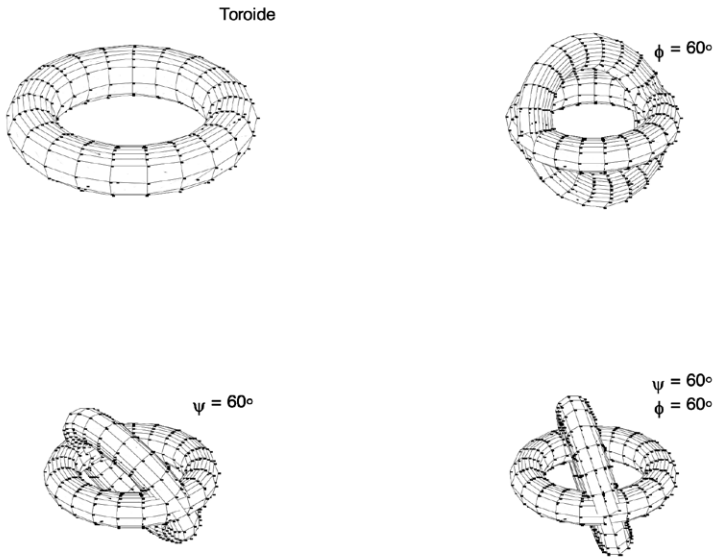 Toroide
ϕ = 60°
ψ = 60°
ψ = 60°
ϕ = 60°